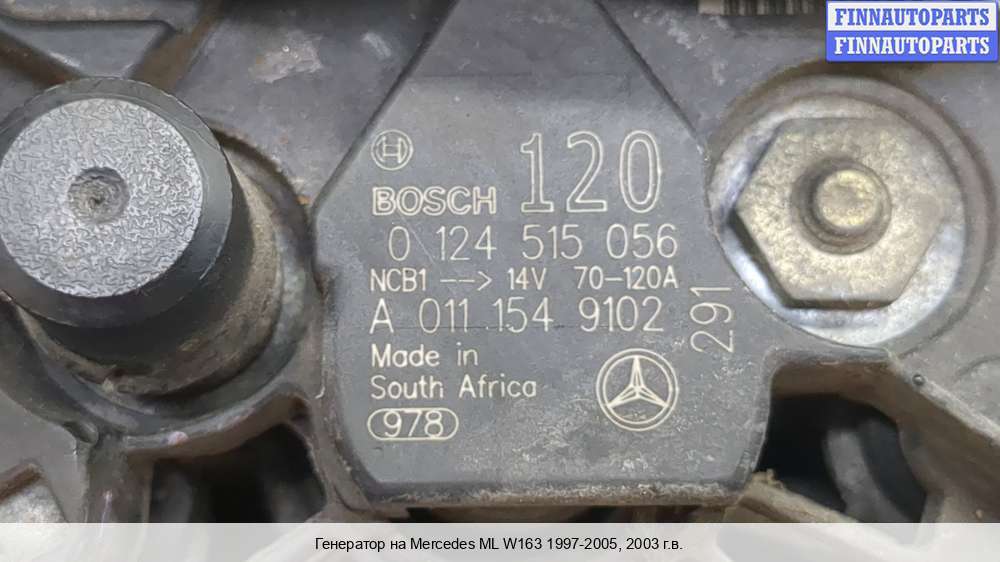 FINNAUTOPARTS
FINNAUTOPARTS
120
BOSCH
0 124 515 056
NCB1 --> 14V 70-120A
A 011 154 9102
291
Made in
South Africa
978
Генератор на Mercedes ML W163 1997-2005, 2003 г.в.